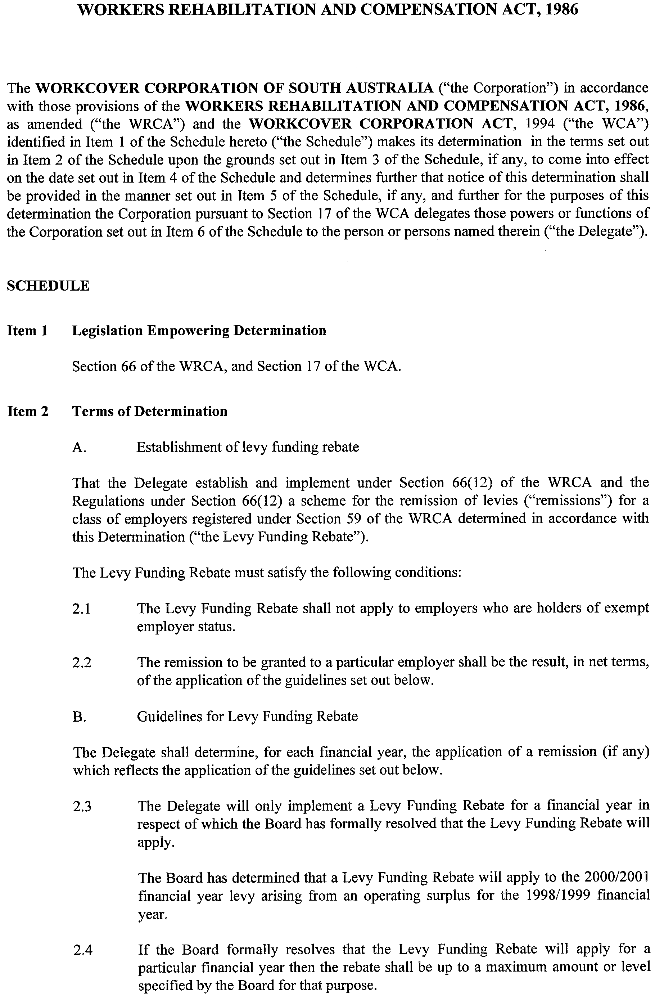 WORKERS REHABILITATION AND COMPENSATION ACT, 1986
The WORKCOVER CORPORATION OF SOUTH AUSTRALIA (“the Corporation”) in accordance
with those provisions of the WORKERS REHABILITATION AND COMPENSATION ACT, 1986,
as amended (“the WRCA”) and the WORKCOVER CORPORATION ACT, 1994 (“the WCA”)
identified in Item 1 of the Schedule hereto (“the Schedule”) makes its determination in the terms set out
in Item 2 of the Schedule upon the grounds set out in Item 3 of the Schedule, if any, to come into effect
on the date set out in Item 4 of the Schedule and determines further that notice of this determination shall
be provided in the manner set out in Item 5 of the Schedule, if any, and further for the purposes of this
determination the Corporation pursuant to Section 17 of the WCA delegates those powers or functions of
the Corporation set out in Item 6 of the Schedule to the person or persons named therein (“the Delegate”).
SCHEDULE
Item 1 Legislation Empowering Determination
Section 66 of the WRCA, and Section 17 of the WCA.
Item 2 Terms of Determination
A. Establishment of levy funding rebate
That the Delegate establish and implement under Section 66(12) of the WRCA and the
Regulations under Section 66(12) a scheme for the remission of levies (“remissions”) for a
class of employers registered under Section 59 of the WRCA determined in accordance with
this Determination (“the Levy Funding Rebate”).
The Levy Funding Rebate must satisfy the following conditions:
2.1 The Levy Funding Rebate shall not apply to employers who are holders of exempt
employer status.
2.2 The remission to be granted to a particular employer shall be the result, in net terms,
of the application of the guidelines set out below.
B. Guidelines for Levy Funding Rebate
The Delegate shall determine, for each financial year, the application of a remission (if any)
which reflects the application of the guidelines set out below.
2.3 The Delegate will only implement a Levy Funding Rebate for a financial year in
respect of which the Board has formally resolved that the Levy Funding Rebate will
apply.
The Board has determined that a Levy Funding Rebate will apply to the 2000/2001
financial year levy arising from an operating surplus for the 1998/1999 financial
year.
2.4 If the Board formally resolves that the Levy Funding Rebate will apply for a
particular financial year then the rebate shall be up to a maximum amount or level
specified by the Board for that purpose.